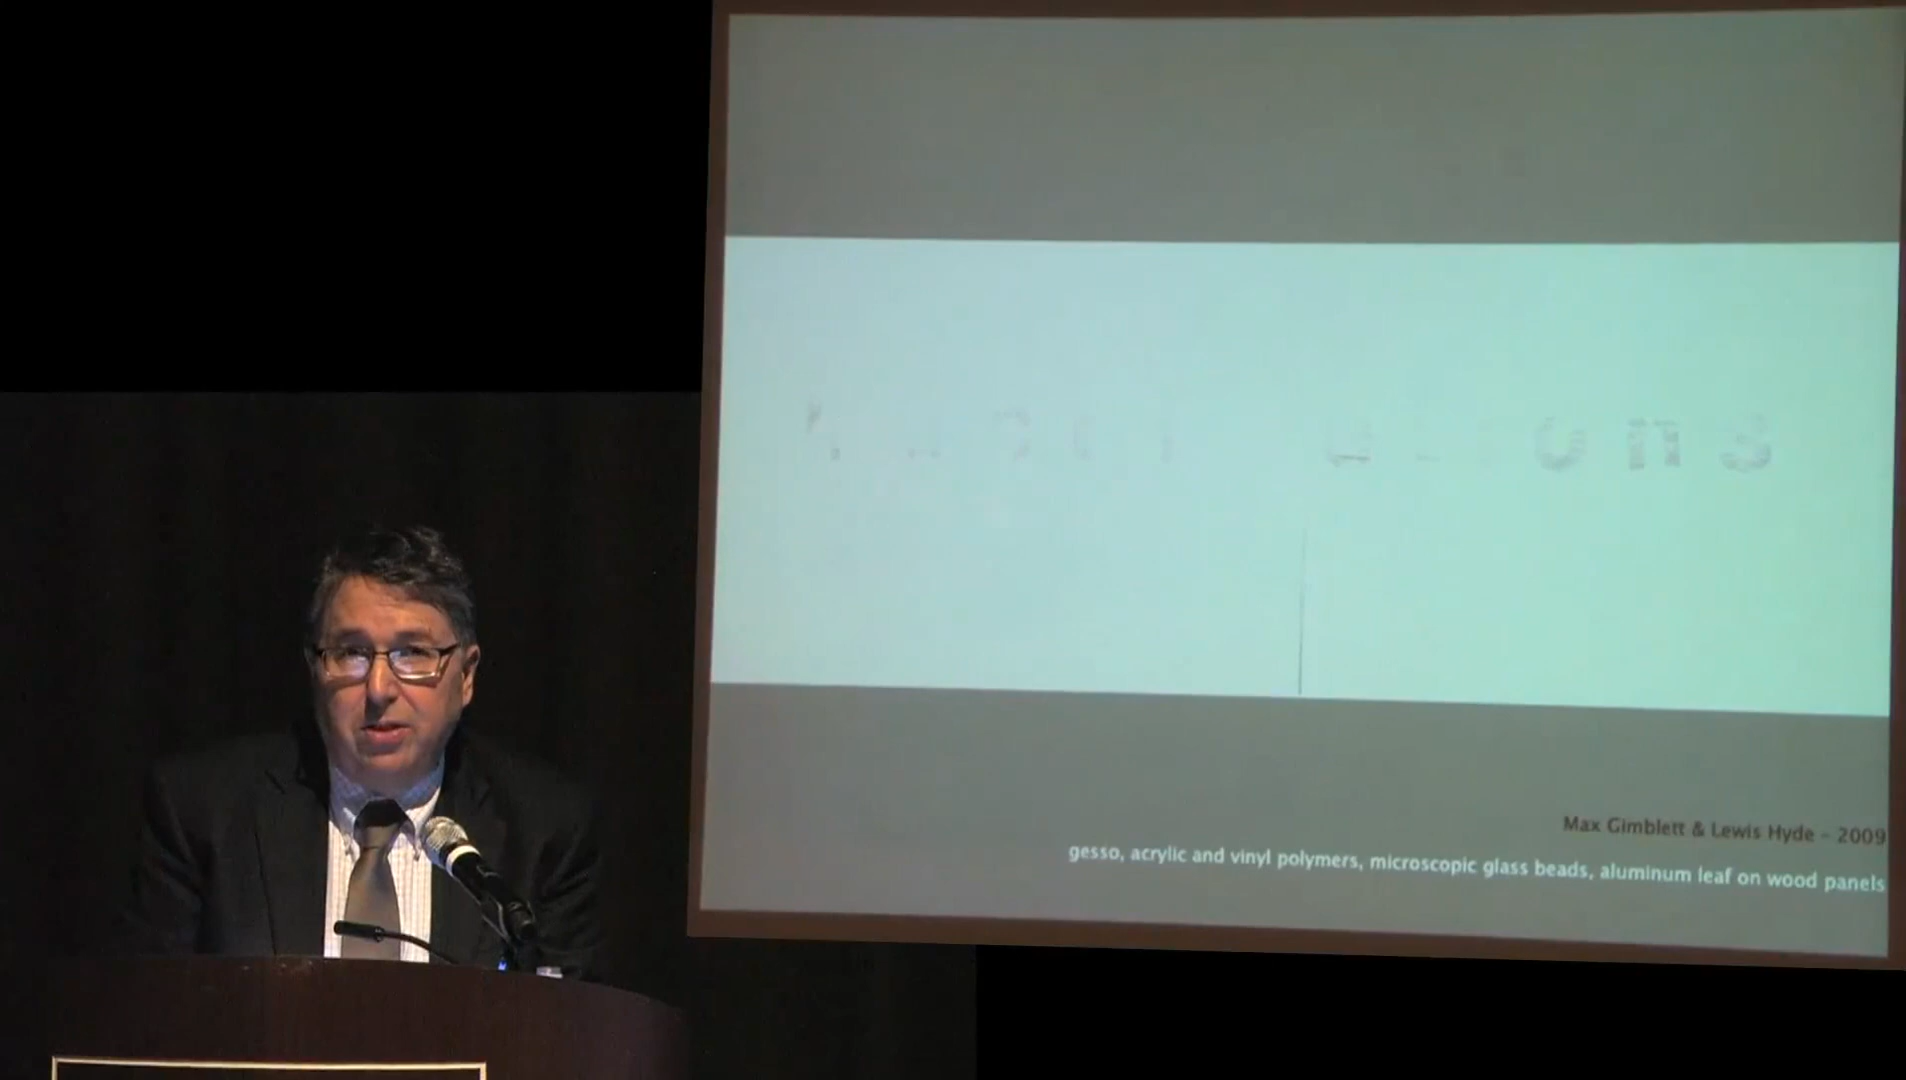 Max Gimblett & Lewis Hyde - 2009
gesso, acrylic and vinyl polymers, microscopic glass beads, aluminum leaf on wood panels